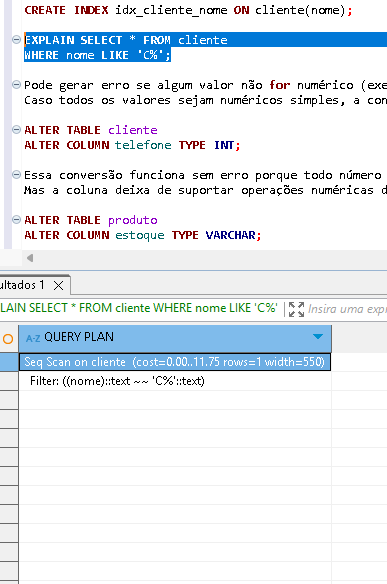 CREATE INDEX idx_cliente_nome ON cliente(nome);
EXPLAIN SELECT * FROM cliente
WHERE nome LIKE 'C%';
Pode gerar erro se algum valor não for numérico (exe
Caso todos os valores sejam numéricos simples, a con
ALTER TABLE cliente
ALTER COLUMN telefone TYPE INT;
Essa conversão funciona sem erro porque todo número
Mas a coluna deixa de suportar operações numéricas d
ALTER TABLE produto
ALTER COLUMN estoque TYPE VARCHAR;
ultados 1
LAIN SELECT * FROM cliente WHERE nome LIKE 'C%' Insira uma expr
A-Z QUERY PLAN
Seq Scan on cliente (cost=0.00..11.75 rows=1 width=550)
Filter: ((nome)::text ~~ 'C%'::text)